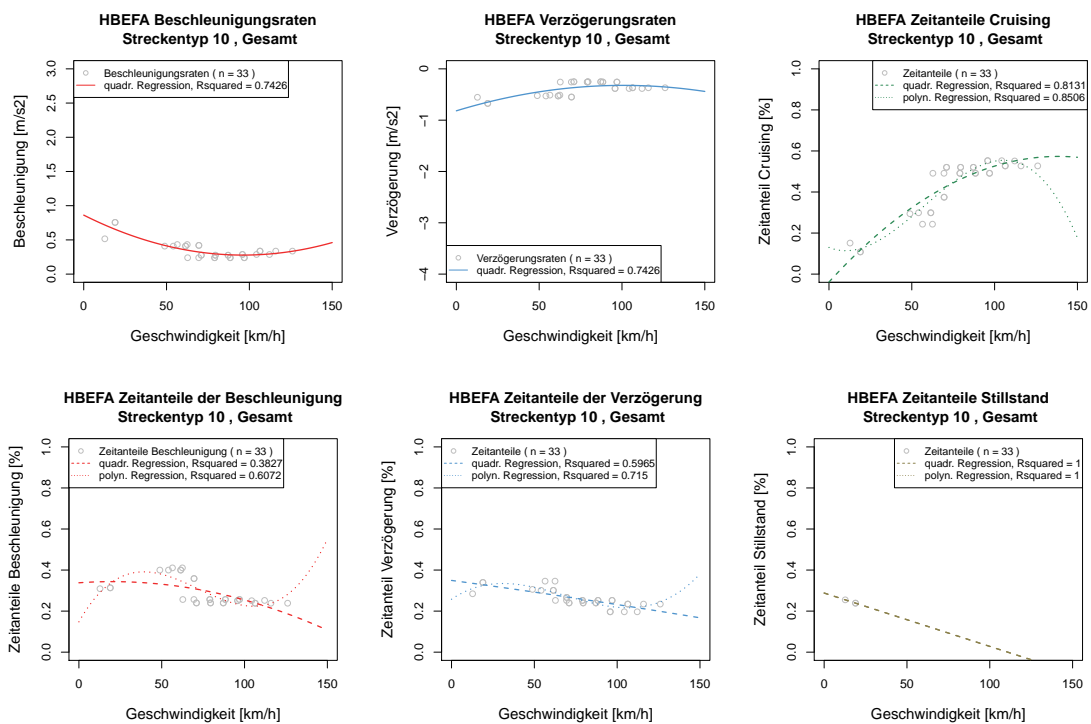 HBEFA Beschleunigungsraten
Streckentyp 10 , Gesamt
Beschleunigung [m/s2]
3.0
2.5
2.0
1.5
1.0
0.5
0.0
Beschleunigungsraten ( n = 33 )
quadr. Regression, Rsquared = 0.7426
0
50
100
150
Geschwindigkeit [km/h]
HBEFA Verzögerungsraten
Streckentyp 10 , Gesamt
Verzögerung [m/s2]
0
−1
−2
−3
−4
Verzögerungsraten ( n = 33 )
quadr. Regression, Rsquared = 0.7426
0
50
100
150
Geschwindigkeit [km/h]
HBEFA Zeitanteile Cruising
Streckentyp 10 , Gesamt
Zeitanteil Cruising [%]
1.0
0.8
0.6
0.4
0.2
0.0
Zeitanteile ( n = 33 )
quadr. Regression, Rsquared = 0.8131
polyn. Regression, Rsquared = 0.8506
0
50
100
150
Geschwindigkeit [km/h]
HBEFA Zeitanteile der Beschleunigung
Streckentyp 10 , Gesamt
Zeitanteile Beschleunigung [%]
1.0
0.8
0.6
0.4
0.2
0.0
Zeitanteile Beschleunigung ( n = 33 )
quadr. Regression, Rsquared = 0.3827
polyn. Regression, Rsquared = 0.6072
0
50
100
150
Geschwindigkeit [km/h]
HBEFA Zeitanteile der Verzögerung
Streckentyp 10 , Gesamt
Zeitanteil Verzögerung [%]
1.0
0.8
0.6
0.4
0.2
0.0
Zeitanteile ( n = 33 )
quadr. Regression, Rsquared = 0.5965
polyn. Regression, Rsquared = 0.715
0
50
100
150
Geschwindigkeit [km/h]
HBEFA Zeitanteile Stillstand
Streckentyp 10 , Gesamt
Zeitanteil Stillstand [%]
1.0
0.8
0.6
0.4
0.2
0.0
Zeitanteile ( n = 33 )
quadr. Regression, Rsquared = 1
polyn. Regression, Rsquared = 1
0
50
100
150
Geschwindigkeit [km/h]